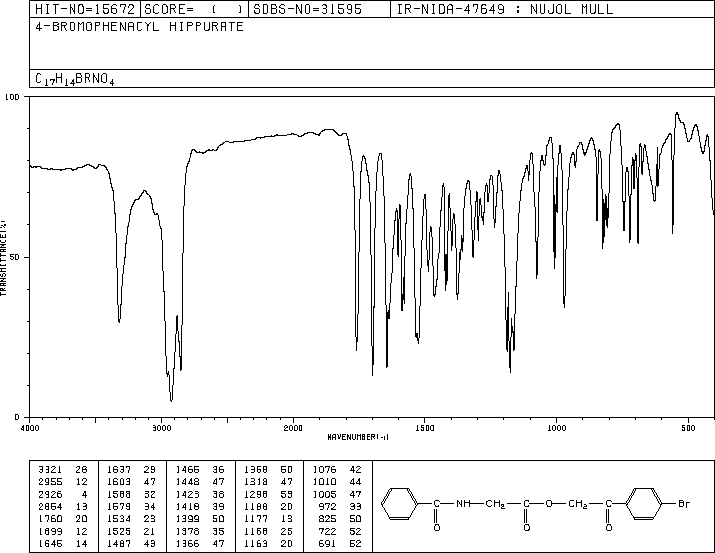 HIT-NO=15672 SCORE= ( ) SDBS-NO=31595 IR-NIDA-47649 : NUJOL MULL
4-BROMOPHENACYL HIPPURATE
C17H14BRNO4
100
50
0
TRANSMITTANCE(%)
4000 3000 2000 1500 1000 500
WAVENUMBER(-1)
3321 28 1637 29 1466 36 1368 50 1076 42
2955 12 1603 47 1448 47 1318 47 1010 44
2926 4 1588 32 1423 38 1298 53 1005 47
2854 13 1579 34 1418 39 1188 20 972 33
1760 20 1534 23 1399 50 1177 13 825 50
1699 12 1525 21 1378 35 1168 25 722 52
1645 14 1487 43 1366 47 1163 20 691 52
C NH CH2 C O CH2 C Br
O O O